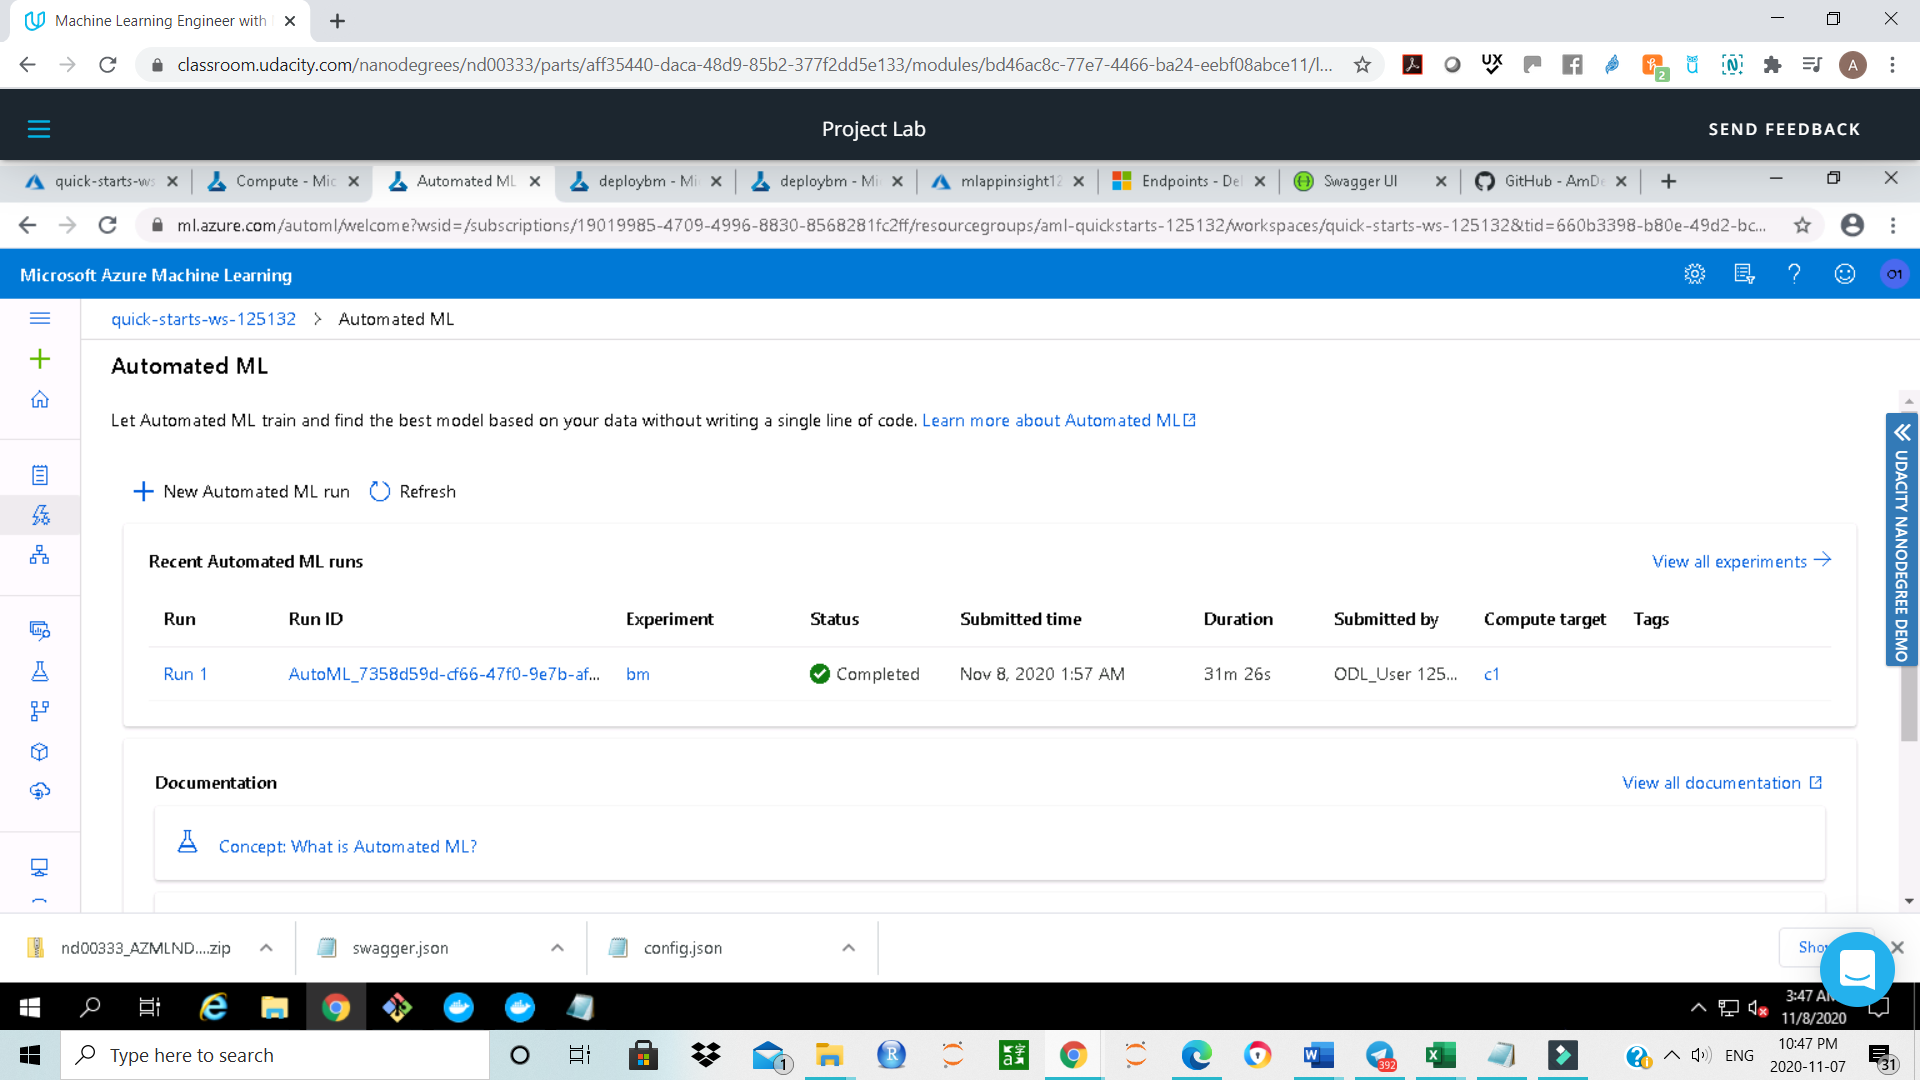 Machine Learning Engineer with
classroom.udacity.com/nanodegrees/nd00333/parts/aff35440-daca-48d9-85b2-377f2dd5e133/modules/bd46ac8c-77e7-4466-ba24-eebf08abce11/l...
UX
2
A
Project Lab
SEND FEEDBACK
quick-starts-ws
Compute - Mic
Automated ML
deploybm - Mi
deploybm - Mi
mlappinsight12
Endpoints - Del
Swagger UI
GitHub - AmDe
ml.azure.com/automl/welcome?wsid=/subscriptions/19019985-4709-4996-8830-8568281fc2ff/resourcegroups/aml-quickstarts-125132/workspaces/quick-starts-ws-125132&tid=660b3398-b80e-49d2-bc...
Microsoft Azure Machine Learning
O1
quick-starts-ws-125132 > Automated ML
Automated ML
Let Automated ML train and find the best model based on your data without writing a single line of code. Learn more about Automated ML
New Automated ML run
Refresh
UDACITY NANODEGREE DEMO
Recent Automated ML runs
View all experiments
Run Run ID Experiment Status Submitted time Duration Submitted by Compute target Tags
Run 1 AutoML_7358d59d-cf66-47f0-9e7b-af... bm Completed Nov 8, 2020 1:57 AM 31m 26s ODL_User 125... c1
Documentation
View all documentation
Concept: What is Automated ML?
nd00333_AZMLND....zip
swagger.json
config.json
Sho
3:47 AM
11/8/2020
Type here to search
1
392
ENG
10:47 PM
2020-11-07
31